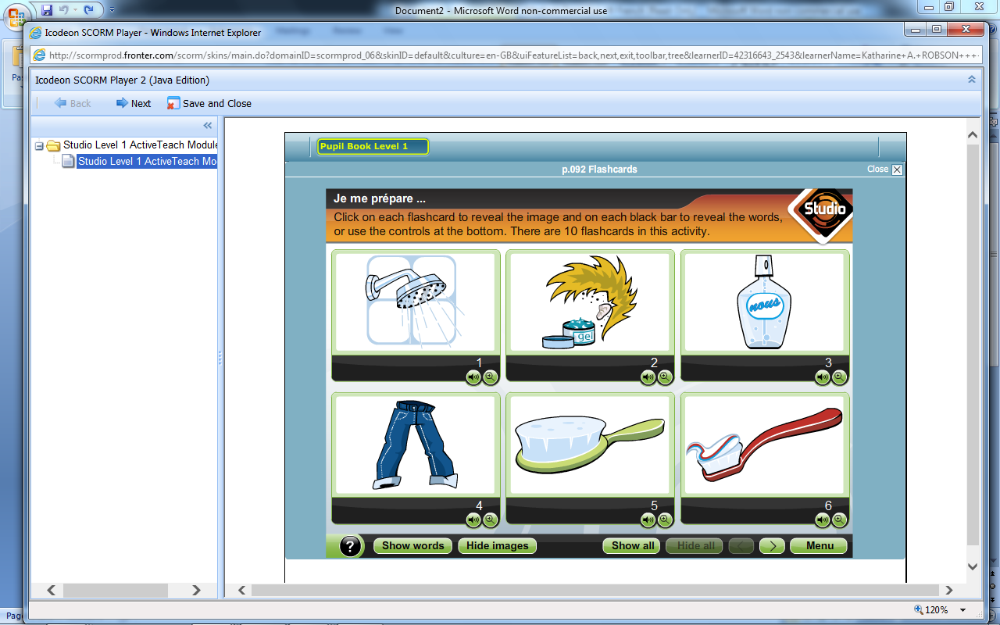 Document2 - Microsoft Word non-commercial use
Icodeon SCORM Player - Windows Internet Explorer
http://scormprod.fronter.com/scorm/skins/main.do?domainID=scormprod_06&skinID=default&culture=en-GB&uiFeatureList=back,next,exit,toolbar,tree&learnerID=42316643_2543&learnerName=Katharine+A.+ROBSON+++
Icodeon SCORM Player 2 (Java Edition)
Back Next Save and Close
Studio Level 1 ActiveTeach Module
Studio Level 1 ActiveTeach Mo
Pupil Book Level 1
p.092 Flashcards
Close
Je me prépare ...
Studio
Click on each flashcard to reveal the image and on each black bar to reveal the words,
or use the controls at the bottom. There are 10 flashcards in this activity.
gel
nous
1 2 3
4 5 6
? Show words Hide images Show all Hide all < > Menu
120%
Page